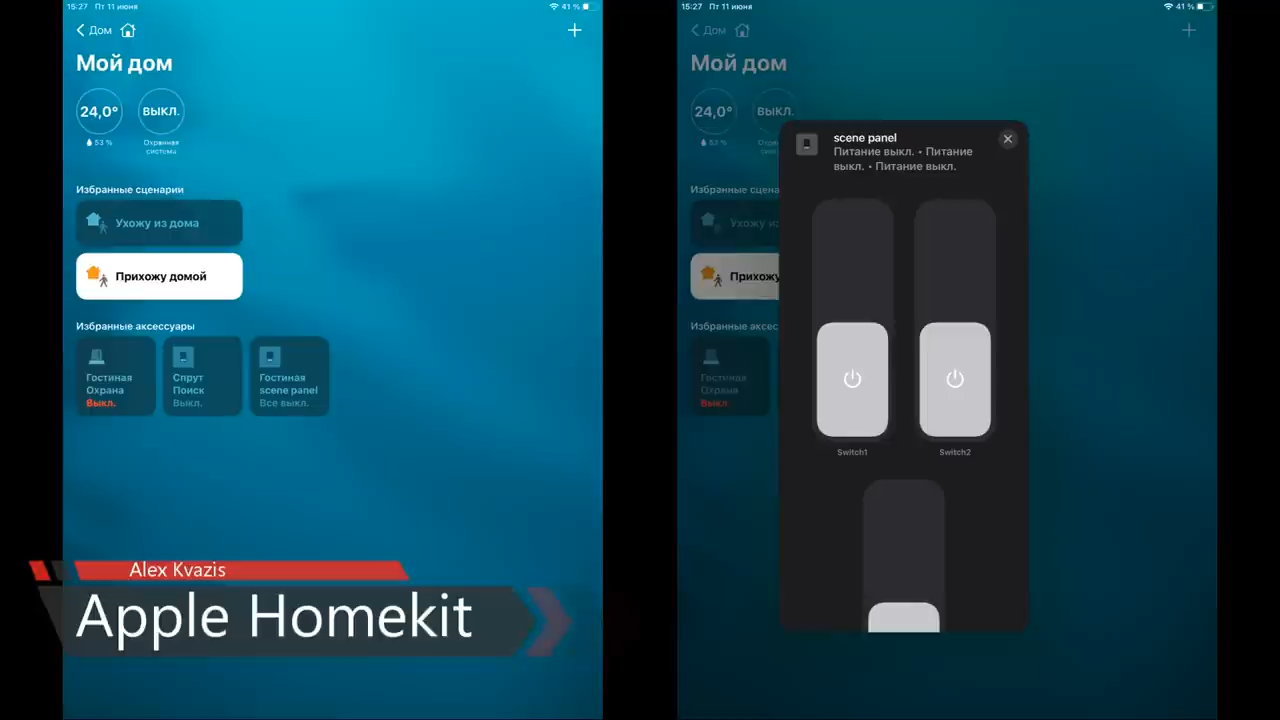 15:27 Пт 11 июня
41 %
Дом
Мой дом
24,0°
ВЫКЛ.
53 %
Охранная
система
Избранные сценарии
Ухожу из дома
Прихожу домой
Избранные аксессуары
Гостиная
Охрана
Выкл.
Спрут
Поиск
Выкл.
Гостиная
scene panel
Все выкл.
Alex Kvazis
Apple Homekit
15:27 Пт 11 июня
41 %
Дом
Мой дом
24,0°
ВЫКЛ.
53 %
Избранные сцена
Ухожу из
Прихожу
Избранные аксес
Гостиная
Охрана
Выкл.
scene panel
Питание выкл. • Питание
выкл. • Питание выкл.
Switch1
Switch2